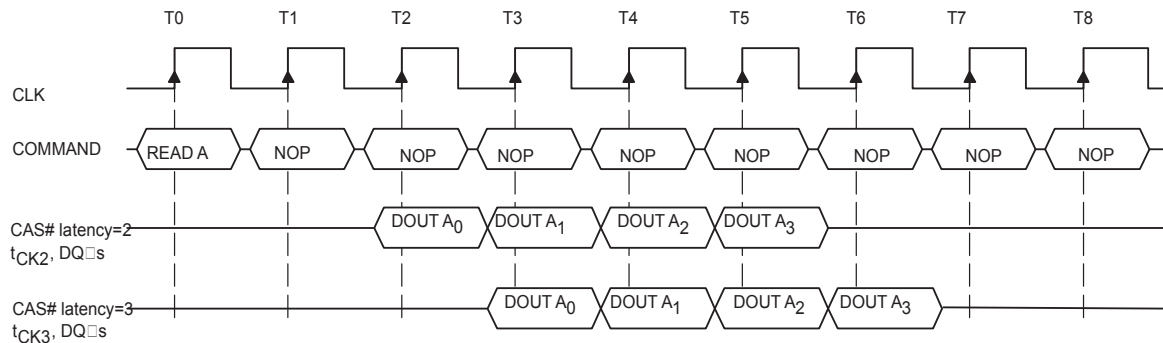 T0 T1 T2 T3 T4 T5 T6 T7 T8
CLK
COMMAND READ A NOP NOP NOP NOP NOP NOP NOP NOP
CAS# latency=2 DOUT A0 DOUT A1 DOUT A2 DOUT A3
tCK2, DQ□s
CAS# latency=3 DOUT A0 DOUT A1 DOUT A2 DOUT A3
tCK3, DQ□s